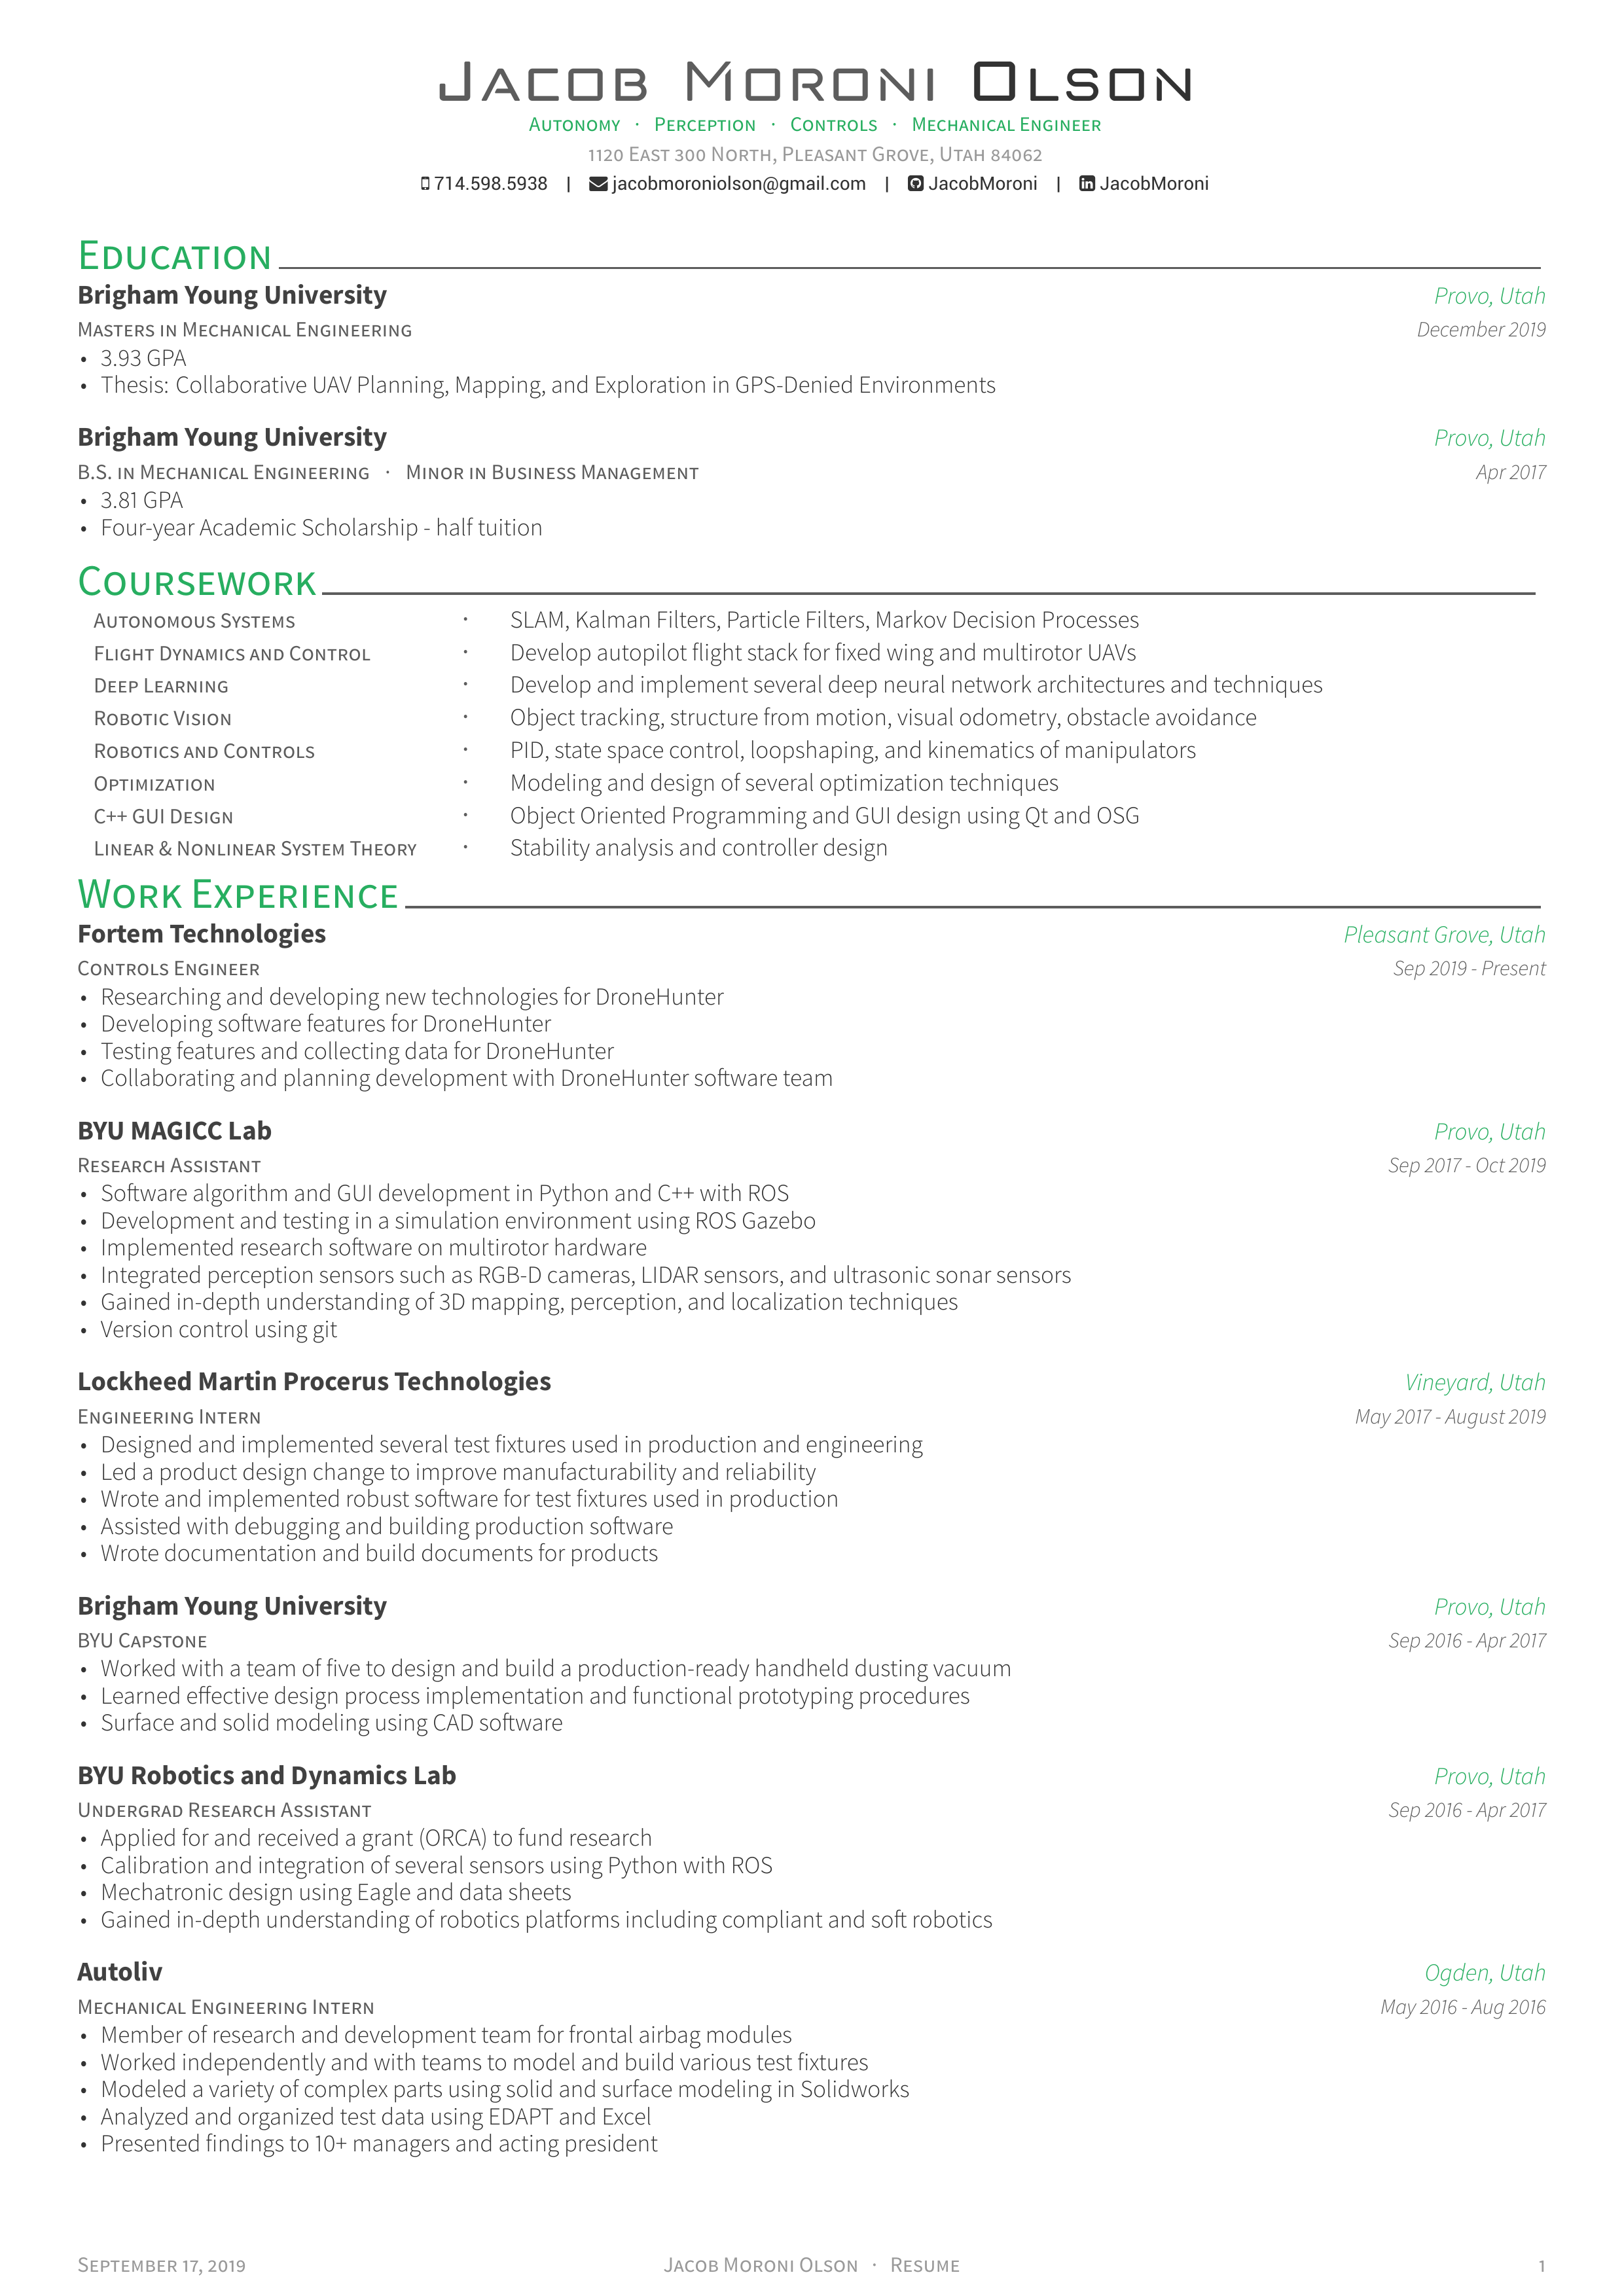 Jacob Moroni Olson
Autonomy · Perception · Controls · Mechanical Engineer
1120 East 300 North, Pleasant Grove, Utah 84062
714.598.5938 | jacobmoroniolson@gmail.com | JacobMoroni | JacobMoroni
Education
Brigham Young University Provo, Utah
Masters in Mechanical Engineering December 2019
• 3.93 GPA
• Thesis: Collaborative UAV Planning, Mapping, and Exploration in GPS-Denied Environments
Brigham Young University Provo, Utah
B.S. in Mechanical Engineering · Minor in Business Management Apr 2017
• 3.81 GPA
• Four-year Academic Scholarship - half tuition
Coursework
Autonomous Systems · SLAM, Kalman Filters, Particle Filters, Markov Decision Processes
Flight Dynamics and Control · Develop autopilot flight stack for fixed wing and multirotor UAVs
Deep Learning · Develop and implement several deep neural network architectures and techniques
Robotic Vision · Object tracking, structure from motion, visual odometry, obstacle avoidance
Robotics and Controls · PID, state space control, loopshaping, and kinematics of manipulators
Optimization · Modeling and design of several optimization techniques
C++ GUI Design · Object Oriented Programming and GUI design using Qt and OSG
Linear & Nonlinear System Theory · Stability analysis and controller design
Work Experience
Fortem Technologies Pleasant Grove, Utah
Controls Engineer Sep 2019 - Present
• Researching and developing new technologies for DroneHunter
• Developing software features for DroneHunter
• Testing features and collecting data for DroneHunter
• Collaborating and planning development with DroneHunter software team
BYU MAGICC Lab Provo, Utah
Research Assistant Sep 2017 - Oct 2019
• Software algorithm and GUI development in Python and C++ with ROS
• Development and testing in a simulation environment using ROS Gazebo
• Implemented research software on multirotor hardware
• Integrated perception sensors such as RGB-D cameras, LIDAR sensors, and ultrasonic sonar sensors
• Gained in-depth understanding of 3D mapping, perception, and localization techniques
• Version control using git
Lockheed Martin Procerus Technologies Vineyard, Utah
Engineering Intern May 2017 - August 2019
• Designed and implemented several test fixtures used in production and engineering
• Led a product design change to improve manufacturability and reliability
• Wrote and implemented robust software for test fixtures used in production
• Assisted with debugging and building production software
• Wrote documentation and build documents for products
Brigham Young University Provo, Utah
BYU Capstone Sep 2016 - Apr 2017
• Worked with a team of five to design and build a production-ready handheld dusting vacuum
• Learned effective design process implementation and functional prototyping procedures
• Surface and solid modeling using CAD software
BYU Robotics and Dynamics Lab Provo, Utah
Undergrad Research Assistant Sep 2016 - Apr 2017
• Applied for and received a grant (ORCA) to fund research
• Calibration and integration of several sensors using Python with ROS
• Mechatronic design using Eagle and data sheets
• Gained in-depth understanding of robotics platforms including compliant and soft robotics
Autoliv Ogden, Utah
Mechanical Engineering Intern May 2016 - Aug 2016
• Member of research and development team for frontal airbag modules
• Worked independently and with teams to model and build various test fixtures
• Modeled a variety of complex parts using solid and surface modeling in Solidworks
• Analyzed and organized test data using EDAPT and Excel
• Presented findings to 10+ managers and acting president
September 17, 2019 Jacob Moroni Olson · Resume 1